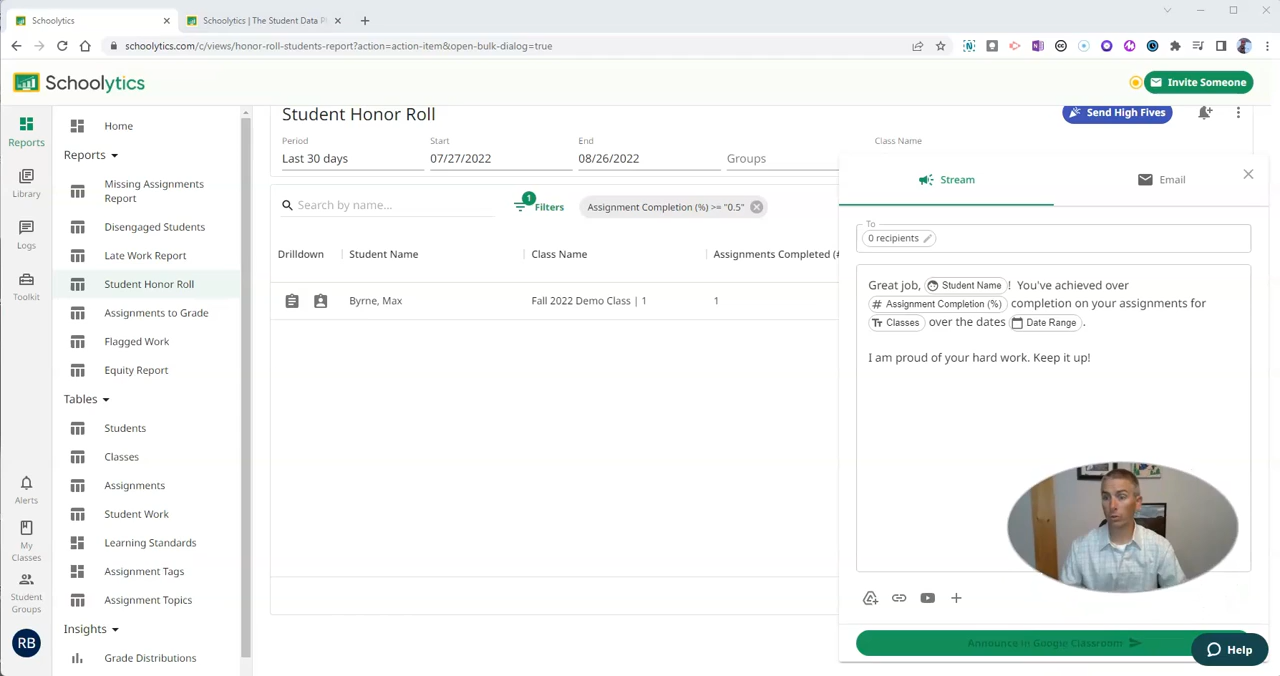 Schoolytics
Schoolytics | The Student Data Pl
schoolytics.com/c/views/honor-roll-students-report?action=action-item&open-bulk-dialog=true
Schoolytics
Invite Someone
Reports
Library
Logs
Toolkit
Alerts
My
Classes
Student
Groups
RB
Home
Reports
Missing Assignments
Report
Disengaged Students
Late Work Report
Student Honor Roll
Assignments to Grade
Flagged Work
Equity Report
Tables
Students
Classes
Assignments
Student Work
Learning Standards
Assignment Tags
Assignment Topics
Insights
Grade Distributions
Student Honor Roll
Send High Fives
Period
Start
End
Class Name
Last 30 days
07/27/2022
08/26/2022
Groups
Search by name...
1
Filters
Assignment Completion (%) >= "0.5"
Drilldown
Student Name
Class Name
Assignments Completed (#
Byrne, Max
Fall 2022 Demo Class | 1
1
Stream
Email
To
0 recipients
Great job, Student Name ! You've achieved over
# Assignment Completion (%) completion on your assignments for
Tт Classes over the dates Date Range .
I am proud of your hard work. Keep it up!
Announce in Google Classroom
Help